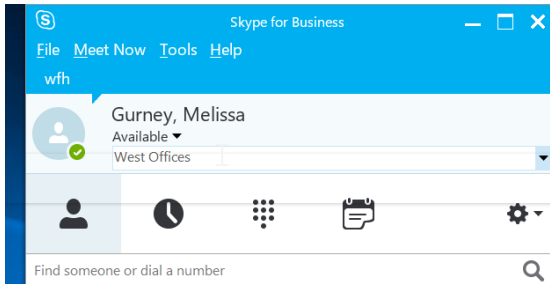 Skype for Business
File Meet Now Tools Help
wfh
Gurney, Melissa
Available
West Offices
Find someone or dial a number